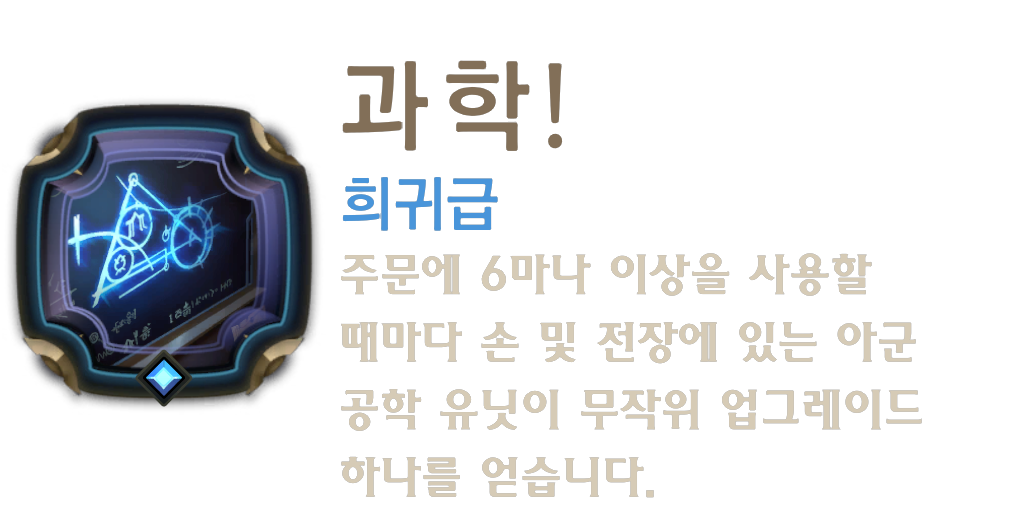 과학!
희귀급
주문에 6마나 이상을 사용할
때마다 손 및 전장에 있는 아군
공학 유닛이 무작위 업그레이드
하나를 얻습니다.